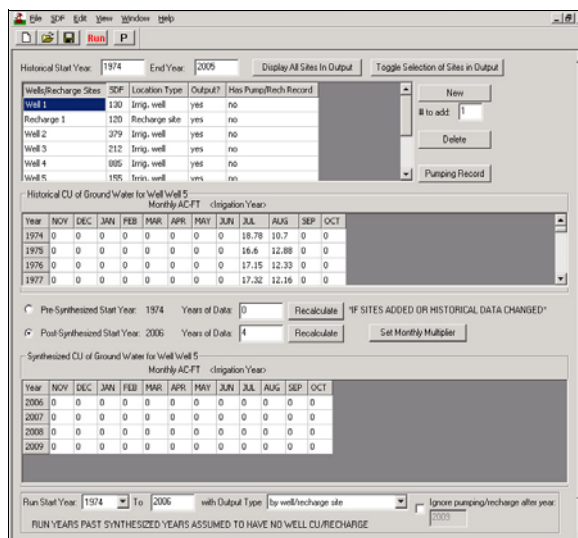 File SDF Edit View Window Help
Run P
Historical Start Year: 1974 End Year: 2005 Display All Sites In Output Toggle Selection of Sites in Output
Wells/Recharge Sites SDF Location Type Output? Has Pump/Rech Record
Well 1 130 Irrig. well yes no
Recharge 1 120 Recharge site yes no
Well 2 379 Irrig. well yes no
Well 3 212 Irrig. well yes no
Well 4 885 Irrig. well yes no
Well 5 155 Irrig. well yes no
New
# to add: 1
Delete
Pumping Record
Historical CU of Ground Water for Well Well 5
Monthly AC-FT <Irrigation Year>
Year NOV DEC JAN FEB MAR APR MAY JUN JUL AUG SEP OCT
1974 0 0 0 0 0 0 0 0 18.78 10.7 0 0
1975 0 0 0 0 0 0 0 0 16.6 12.88 0 0
1976 0 0 0 0 0 0 0 0 17.15 12.33 0 0
1977 0 0 0 0 0 0 0 0 17.32 12.16 0 0
Pre-Synthesized Start Year: 1974 Years of Data: 0 Recalculate *IF SITES ADDED OR HISTORICAL DATA CHANGED*
Post-Synthesized Start Year: 2006 Years of Data: 4 Recalculate Set Monthly Multiplier
Synthesized CU of Ground Water for Well Well 5
Monthly AC-FT <Irrigation Year>
Year NOV DEC JAN FEB MAR APR MAY JUN JUL AUG SEP OCT
2006 0 0 0 0 0 0 0 0 0 0 0 0
2007 0 0 0 0 0 0 0 0 0 0 0 0
2008 0 0 0 0 0 0 0 0 0 0 0 0
2009 0 0 0 0 0 0 0 0 0 0 0 0
Run Start Year: 1974 To 2006 with Output Type by well/recharge site Ignore pumping/recharge after year:
2009
RUN YEARS PAST SYNTHESIZED YEARS ASSUMED TO HAVE NO WELL CU/RECHARGE